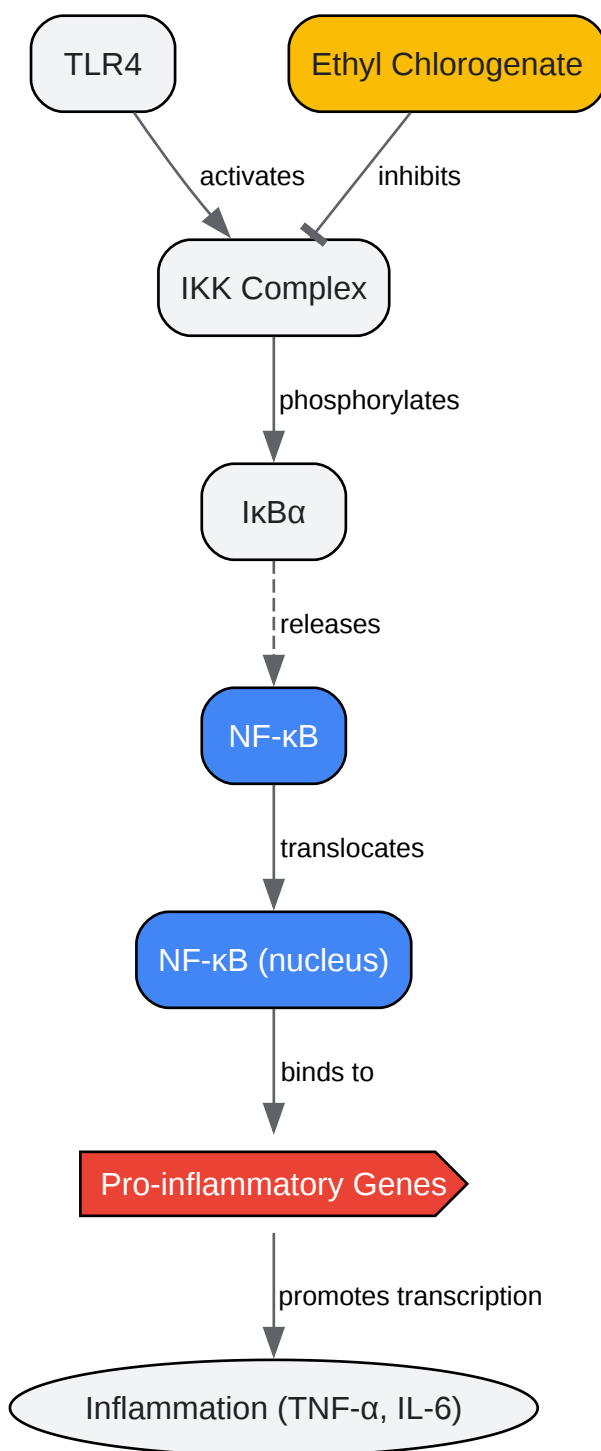 TLR4
Ethyl Chlorogenate
activates
inhibits
IKK Complex
phosphorylates
IκBα
releases
NF-κB
translocates
NF-κB (nucleus)
binds to
Pro-inflammatory Genes
promotes transcription
Inflammation (TNF-α, IL-6)